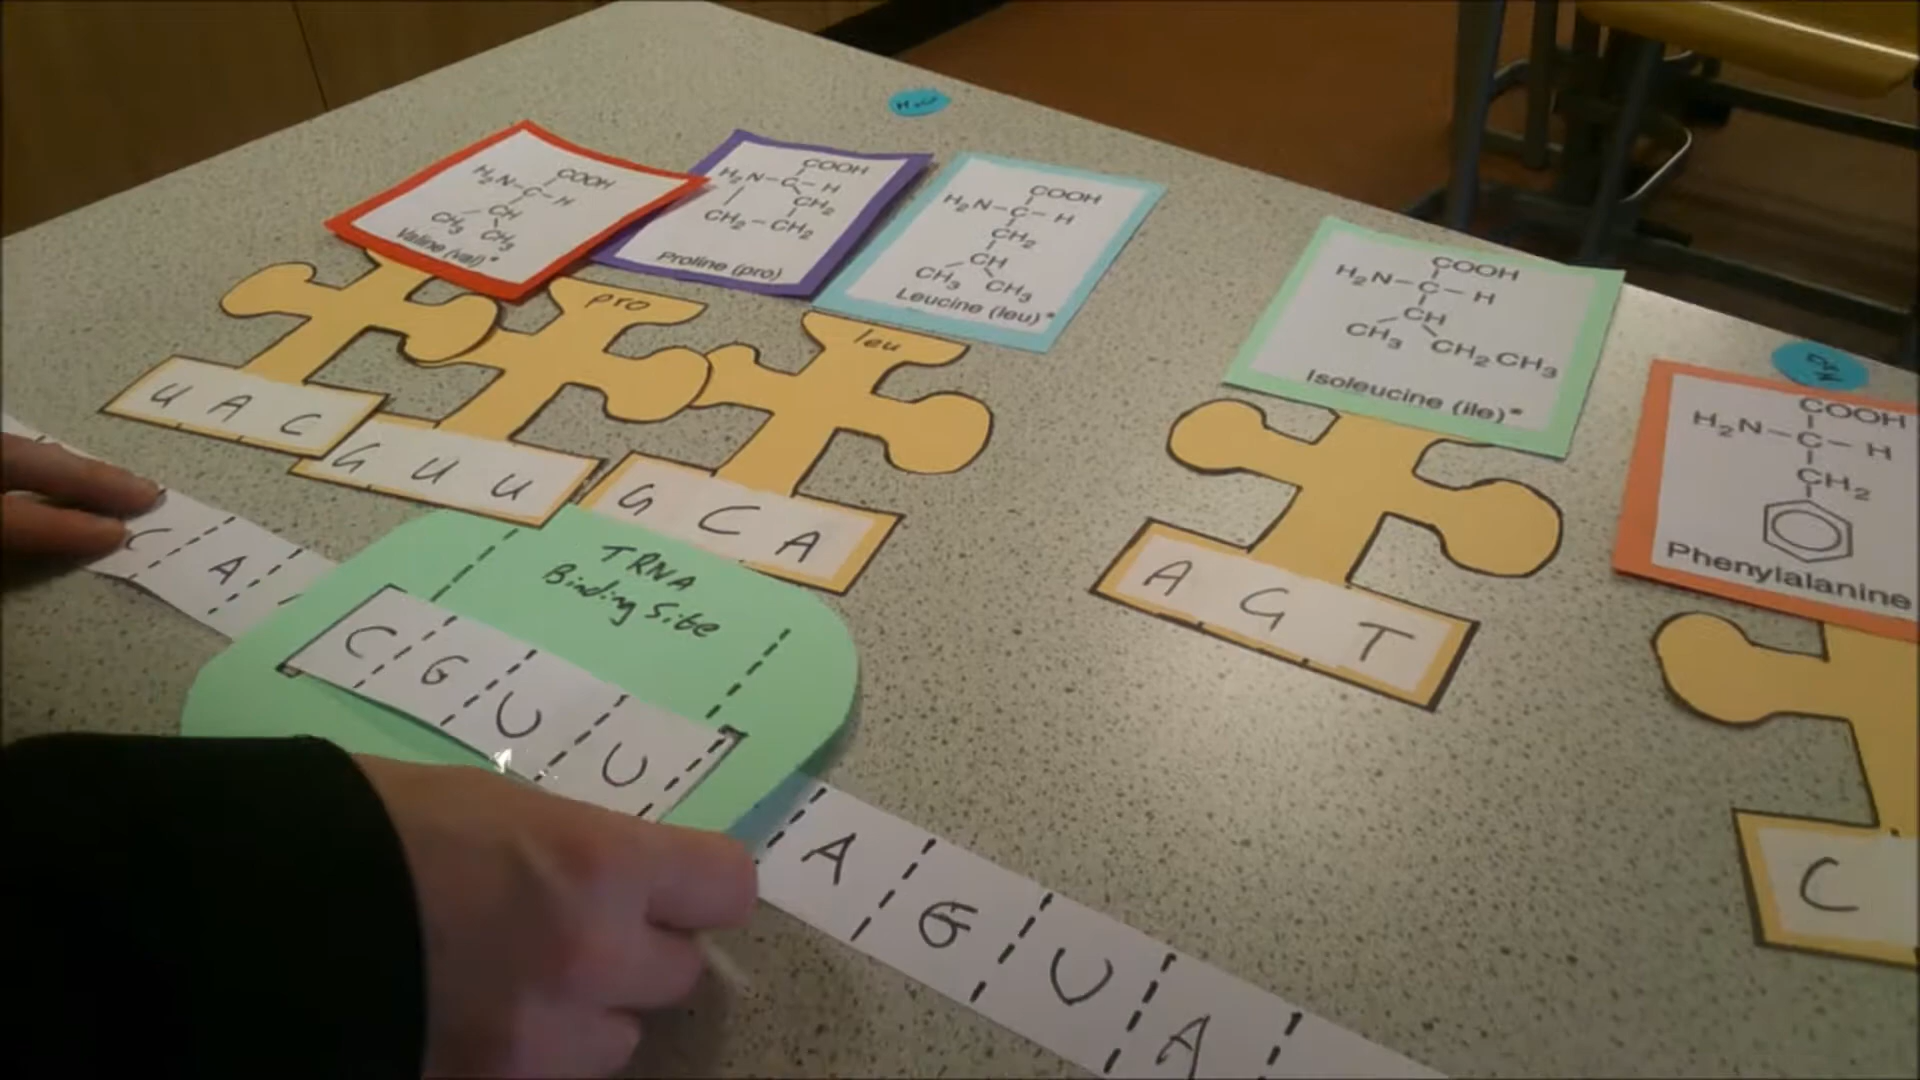 COOH
H₂N-C-H
CH
CH₃ CH₃
Valine (val)*
COOH
H₂N-C-H
CH₂
CH₂-CH₂
Proline (pro)
COOH
H₂N-C-H
CH₂
CH
CH₃ CH₃
Leucine (leu)*
COOH
H₂N-C-H
CH
CH₃ CH₂CH₃
Isoleucine (ile)*
COOH
H₂N-C-H
CH₂
Phenylalanine
pro
leu
U A C
G U U
G C A
A G T
C
TRNA
Binding Site
C A
C G U U
A G U A